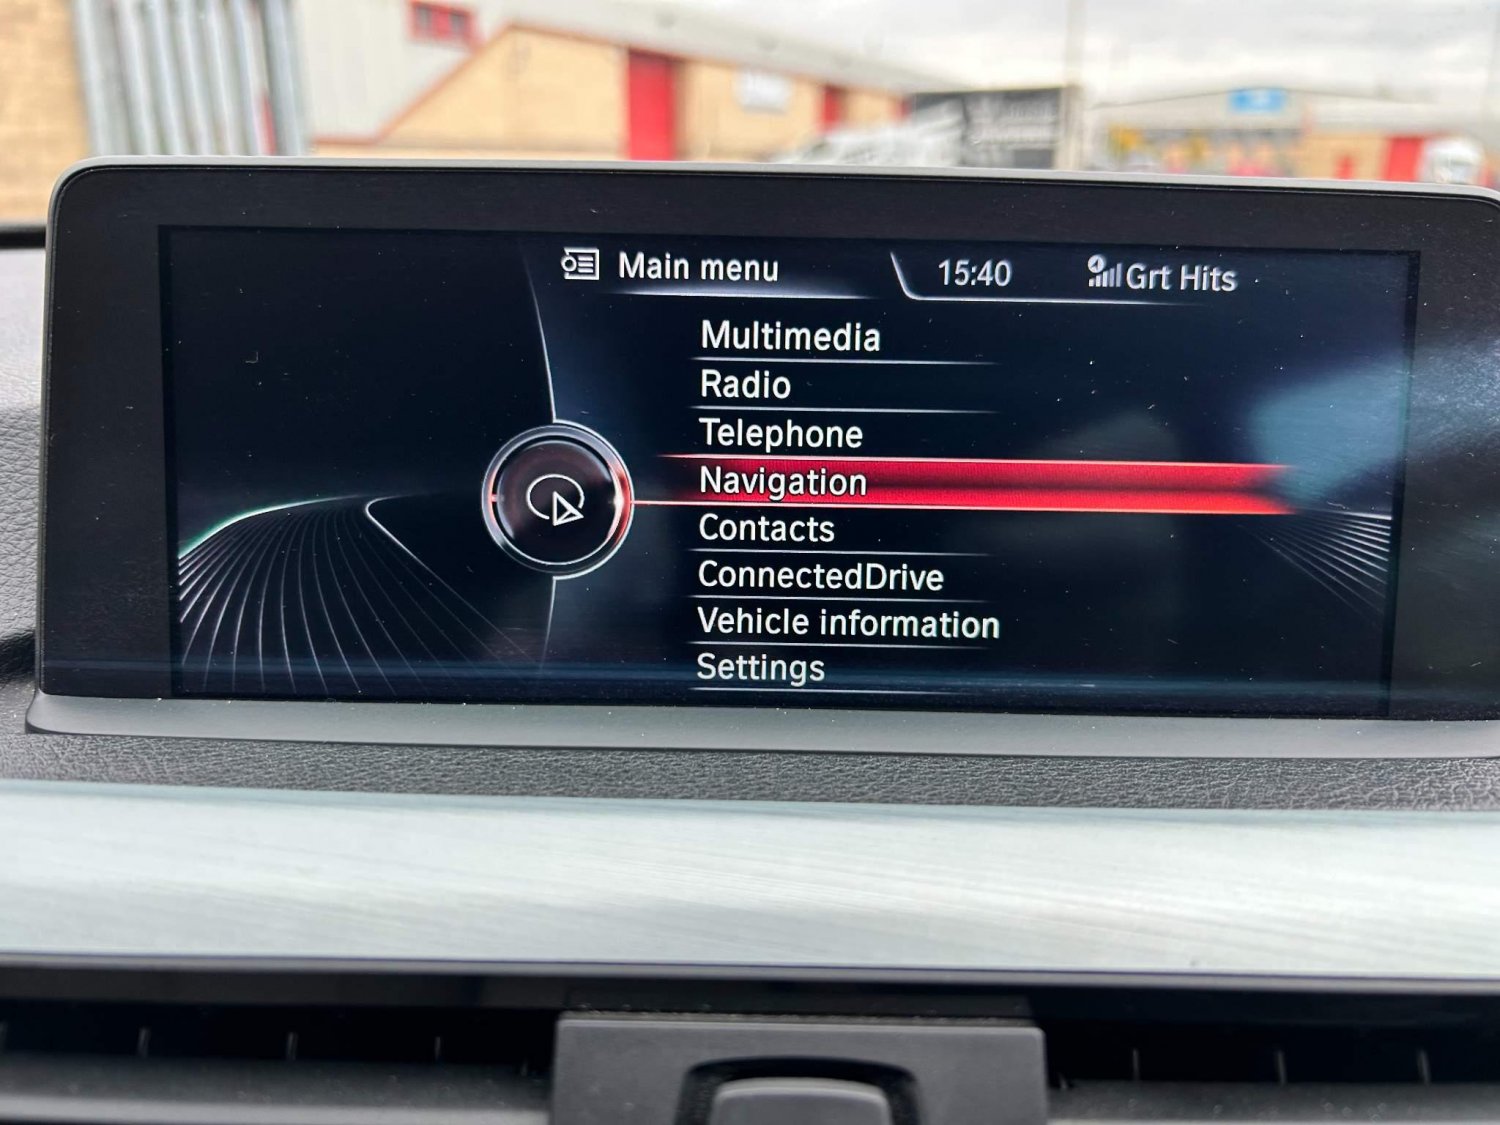 Main menu 15:40 Grt Hits
Multimedia
Radio
Telephone
Navigation
Contacts
ConnectedDrive
Vehicle information
Settings